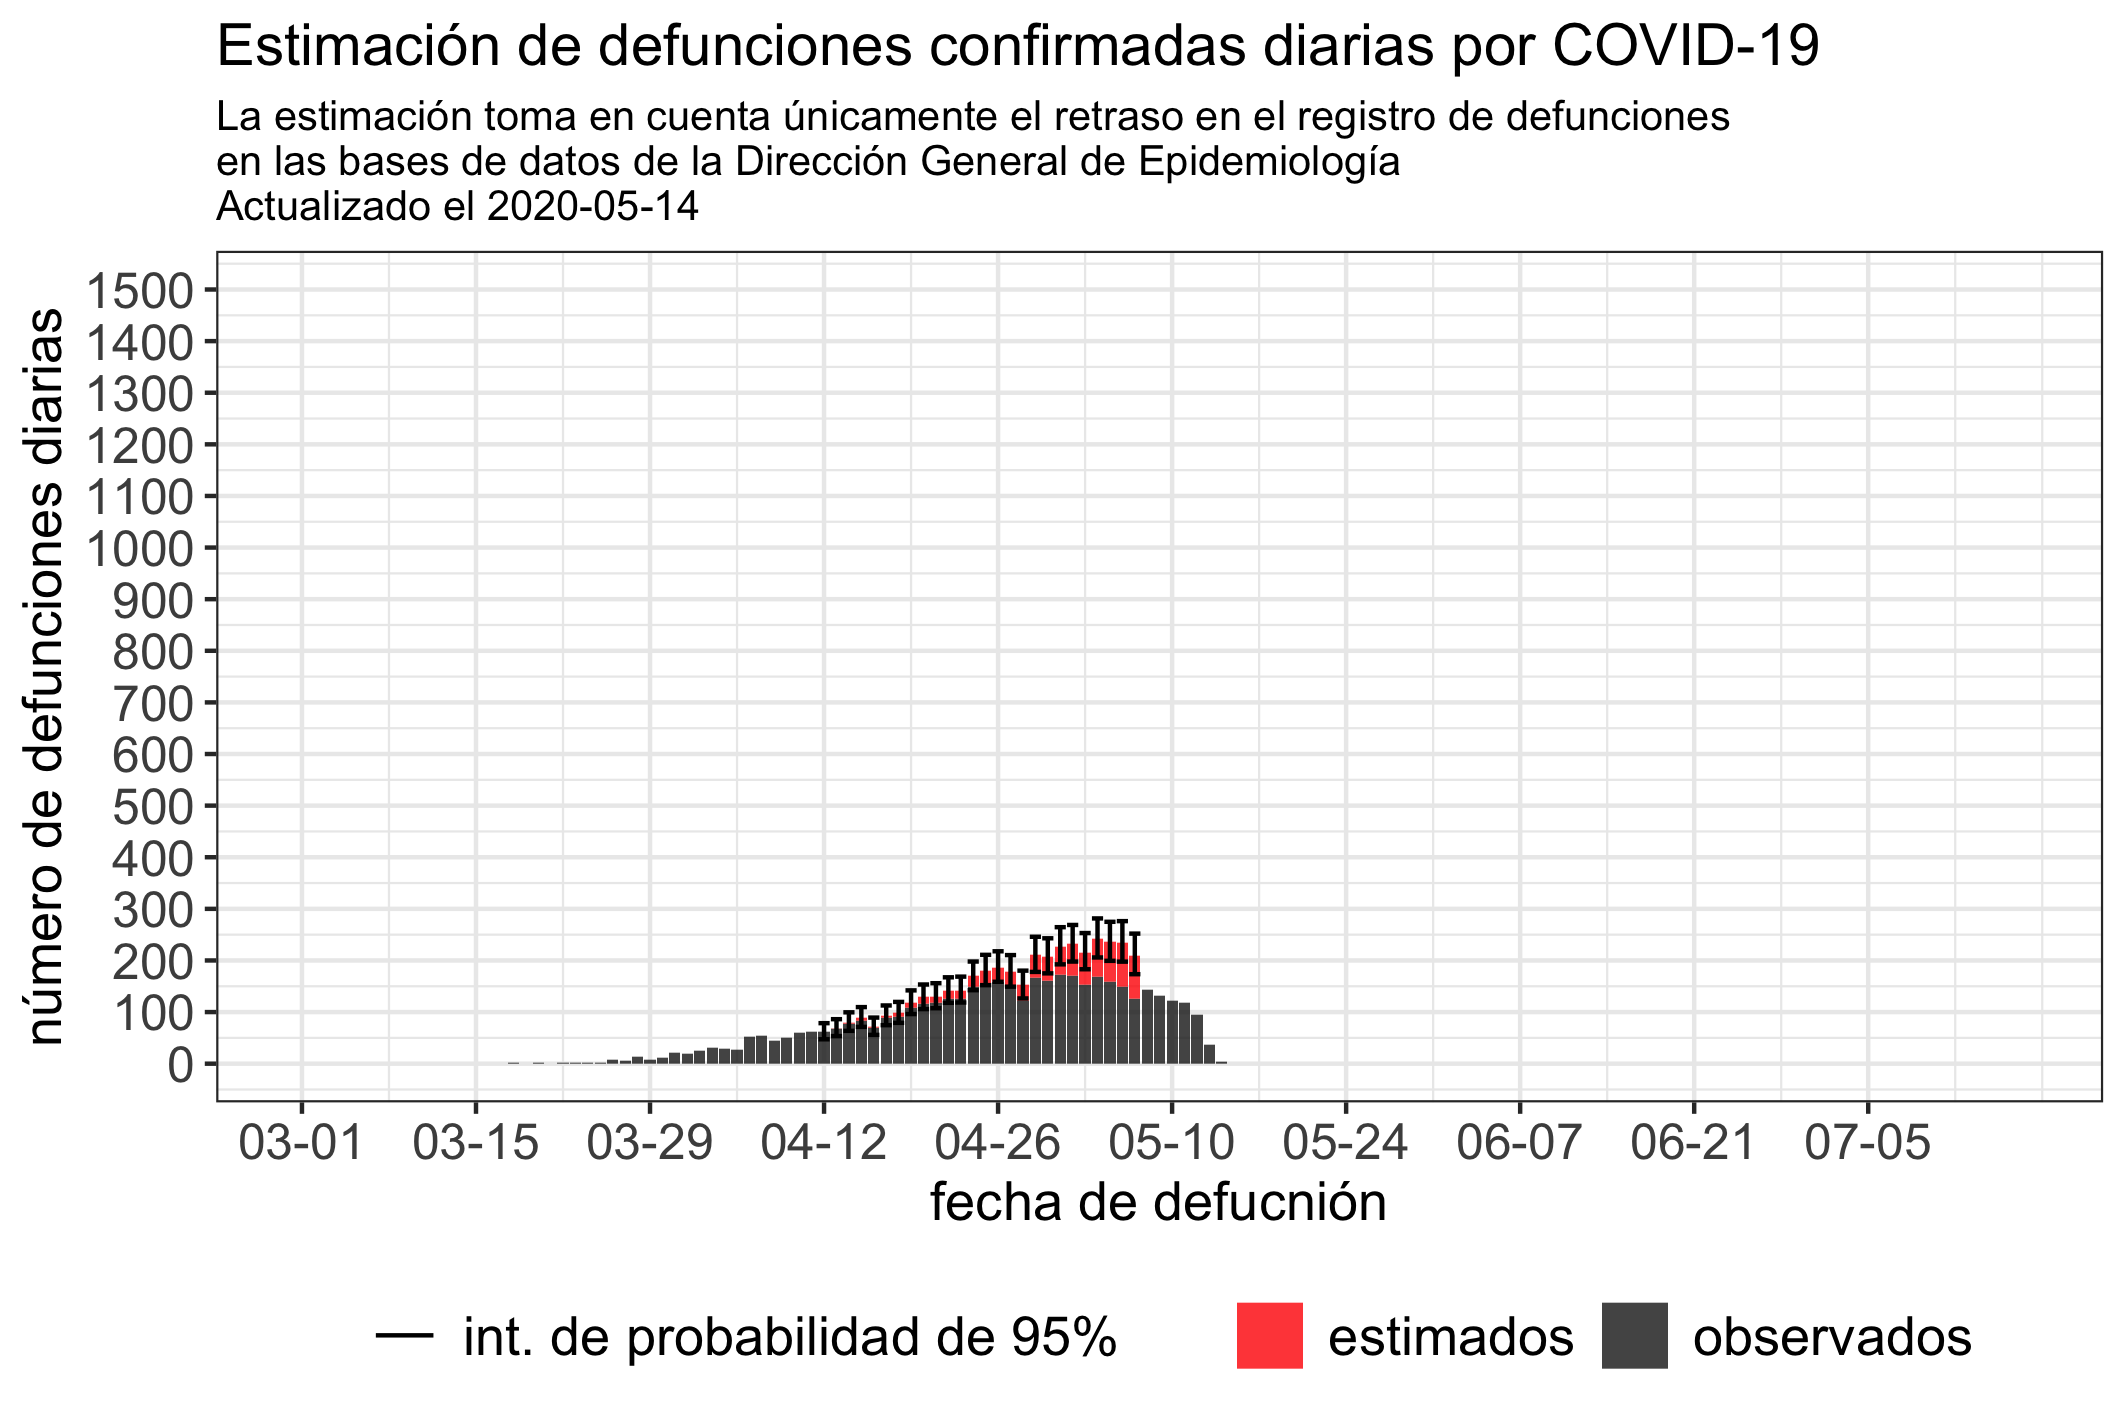 Estimación de defunciones confirmadas diarias por COVID-19
La estimación toma en cuenta únicamente el retraso en el registro de defunciones
en las bases de datos de la Dirección General de Epidemiología
Actualizado el 2020-05-14
número de defunciones diarias
1500
1400
1300
1200
1100
1000
900
800
700
600
500
400
300
200
100
0
03-01 03-15 03-29 04-12 04-26 05-10 05-24 06-07 06-21 07-05
fecha de defucnión
int. de probabilidad de 95% estimados observados